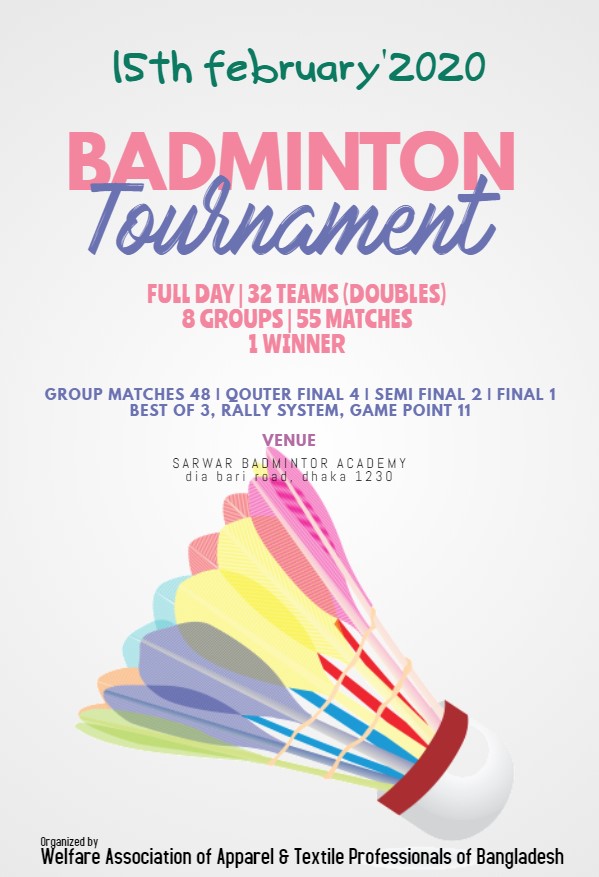 15th february'2020
BADMINTON
Tournament
FULL DAY | 32 TEAMS (DOUBLES)
8 GROUPS | 55 MATCHES
1 WINNER
GROUP MATCHES 48 | QOUTER FINAL 4 | SEMI FINAL 2 | FINAL 1
BEST OF 3, RALLY SYSTEM, GAME POINT 11
VENUE
SARWAR BADMINTOR ACADEMY
dia bari road, dhaka 1230
Organized by
Welfare Association of Apparel & Textile Professionals of Bangladesh